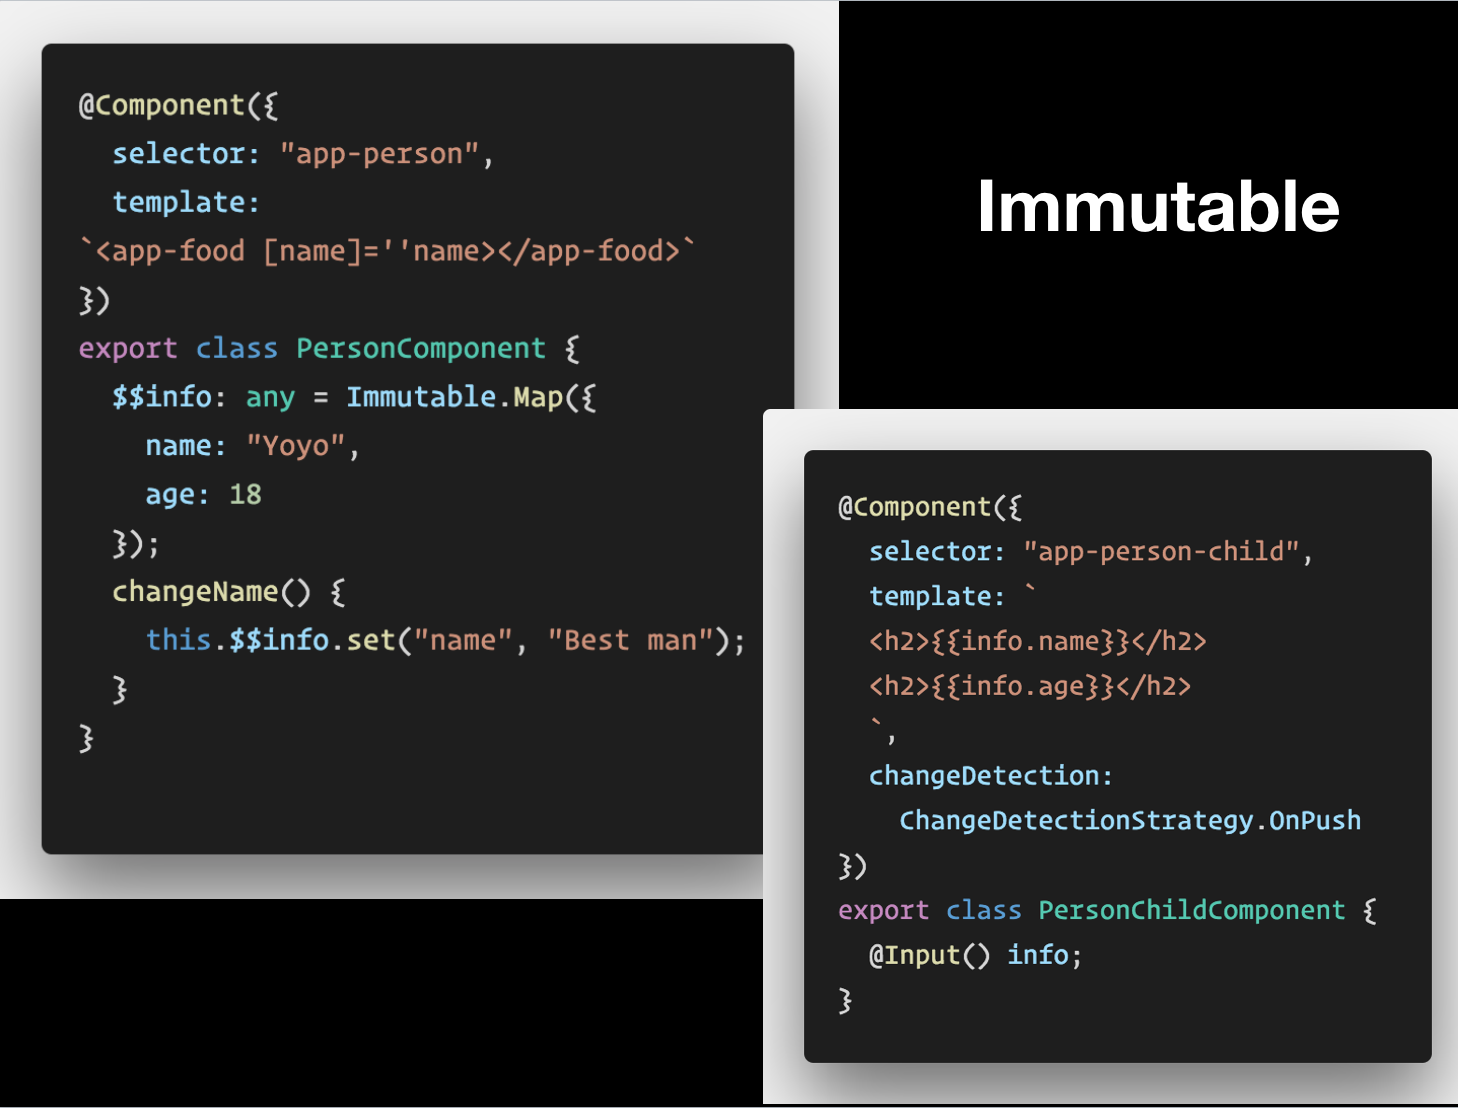 @Component({
  selector: "app-person",
  template:
`<app-food [name]=''name></app-food>`
})
export class PersonComponent {
  $$info: any = Immutable.Map({
    name: "Yoyo",
    age: 18
  });
  changeName() {
    this.$$info.set("name", "Best man");
  }
}
Immutable
@Component({
  selector: "app-person-child",
  template: `
  <h2>{{info.name}}</h2>
  <h2>{{info.age}}</h2>
  `,
  changeDetection:
    ChangeDetectionStrategy.OnPush
})
export class PersonChildComponent {
  @Input() info;
}